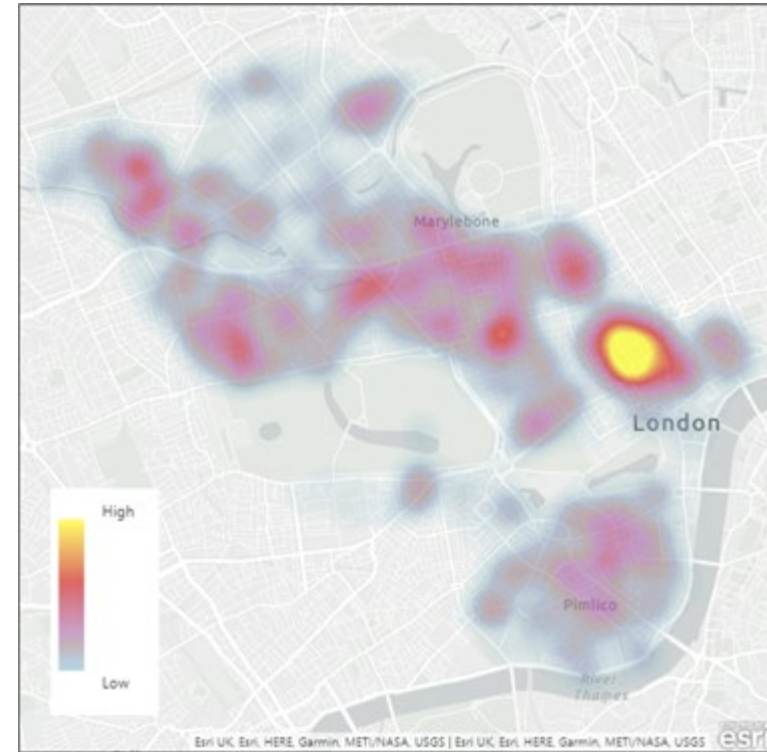 Marylebone
London
High
Low
Pimlico
River
Thames
Esri UK, Esri, HERE, Garmin, METI/NASA, USGS | Esri UK, Esri, HERE, Garmin, METI/NASA, USGS
esri